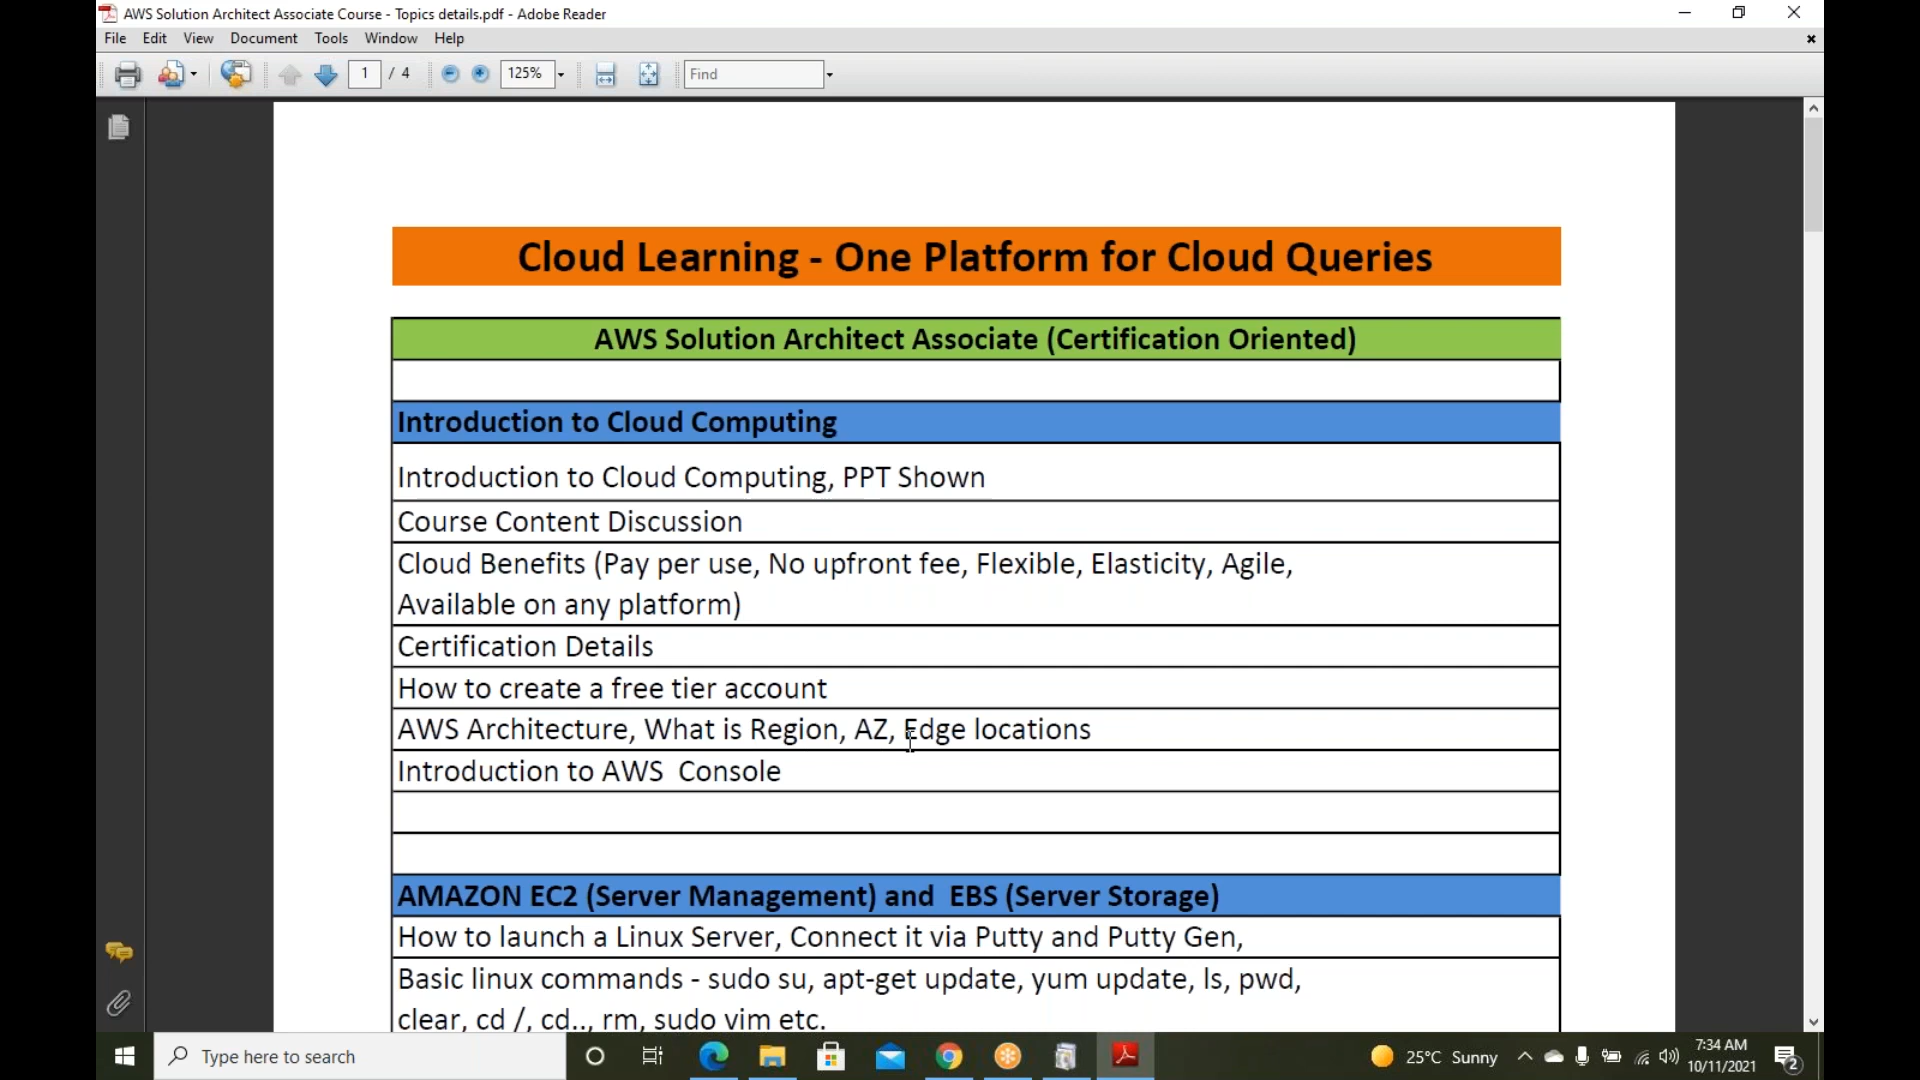 AWS Solution Architect Associate Course - Topics details.pdf - Adobe Reader
File Edit View Document Tools Window Help
1 / 4 125% Find
Cloud Learning - One Platform for Cloud Queries
AWS Solution Architect Associate (Certification Oriented)
Introduction to Cloud Computing
Introduction to Cloud Computing, PPT Shown
Course Content Discussion
Cloud Benefits (Pay per use, No upfront fee, Flexible, Elasticity, Agile,
Available on any platform)
Certification Details
How to create a free tier account
AWS Architecture, What is Region, AZ, Edge locations
Introduction to AWS  Console
AMAZON EC2 (Server Management) and  EBS (Server Storage)
How to launch a Linux Server, Connect it via Putty and Putty Gen,
Basic linux commands - sudo su, apt-get update, yum update, ls, pwd,
clear, cd /, cd.., rm, sudo vim etc.
Type here to search
25°C Sunny
7:34 AM
10/11/2021
2